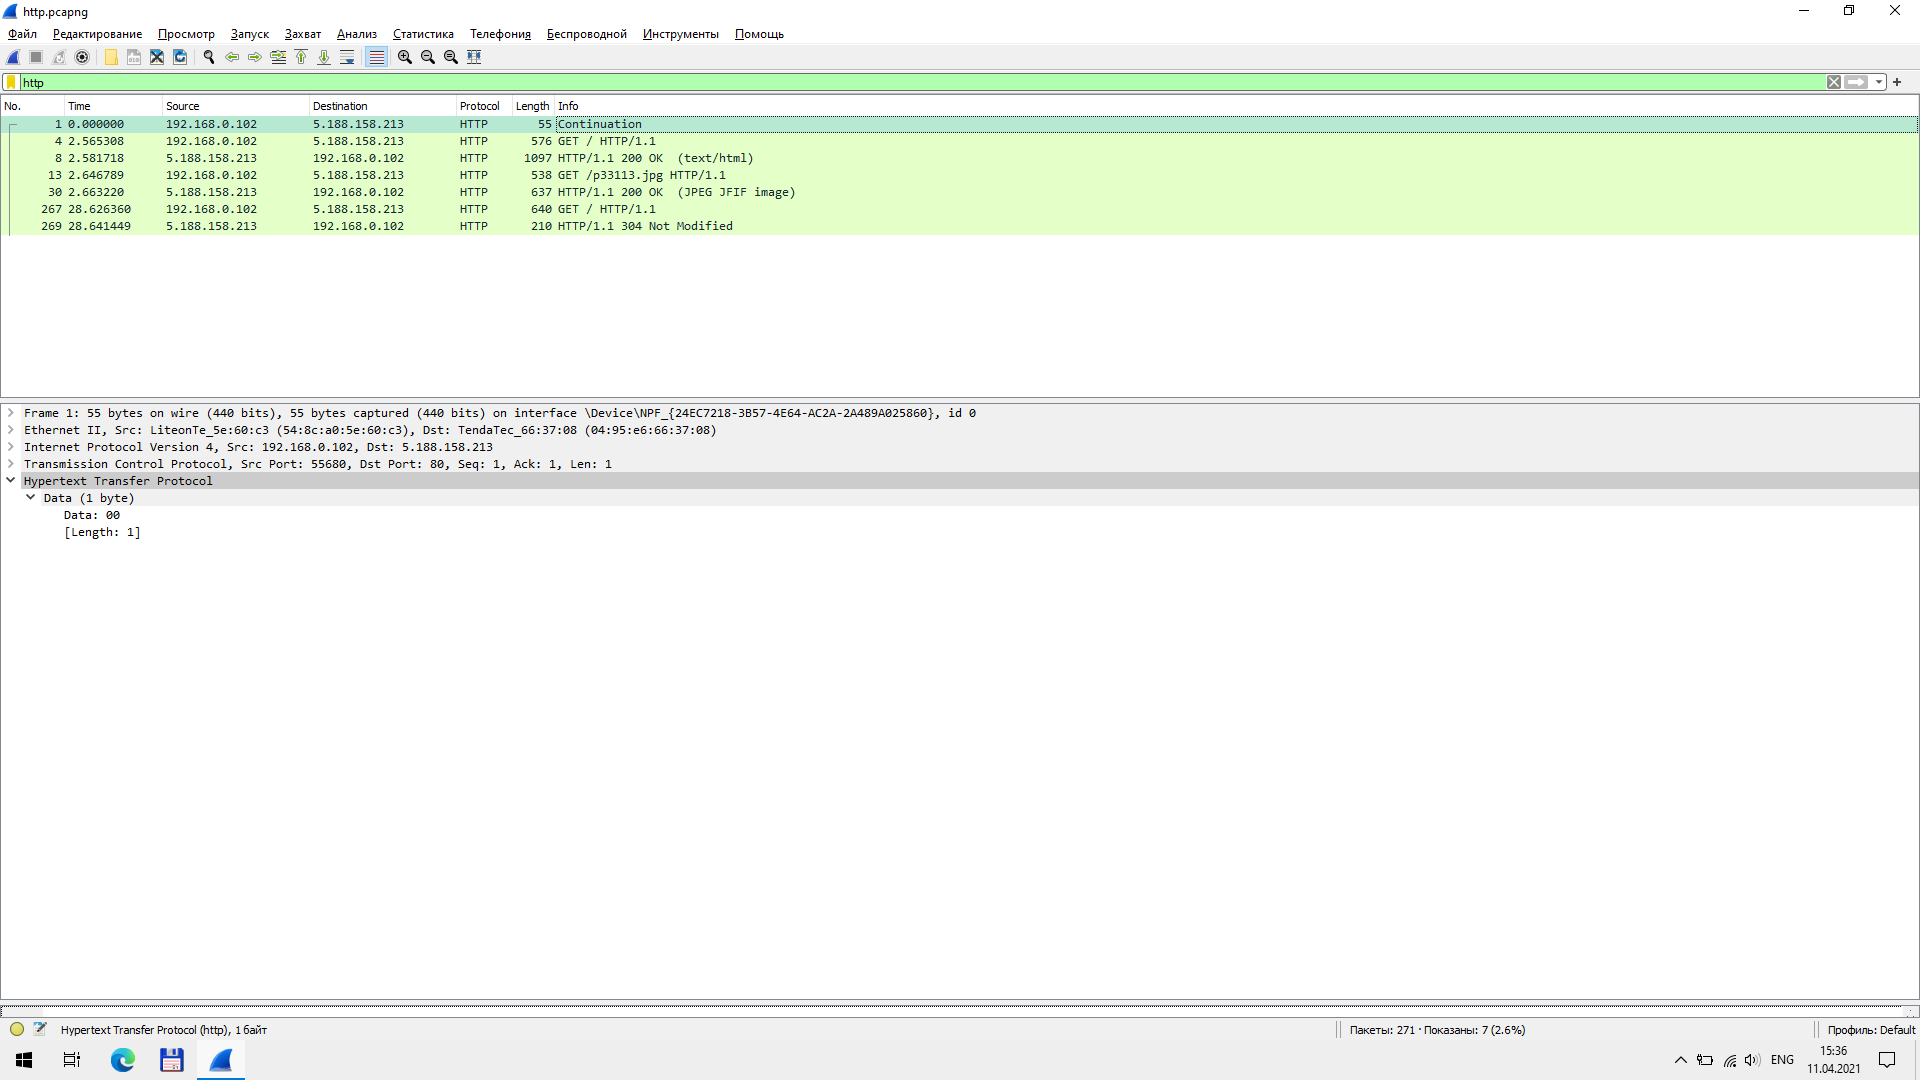 http.pcapng
Файл Редактирование Просмотр Запуск Захват Анализ Статистика Телефония Беспроводной Инструменты Помощь
http
No. Time Source Destination Protocol Length Info
1 0.000000 192.168.0.102 5.188.158.213 HTTP 55 Continuation
4 2.565308 192.168.0.102 5.188.158.213 HTTP 576 GET / HTTP/1.1
8 2.581718 5.188.158.213 192.168.0.102 HTTP 1097 HTTP/1.1 200 OK (text/html)
13 2.646789 192.168.0.102 5.188.158.213 HTTP 538 GET /p33113.jpg HTTP/1.1
30 2.663220 5.188.158.213 192.168.0.102 HTTP 637 HTTP/1.1 200 OK (JPEG JFIF image)
267 28.626360 192.168.0.102 5.188.158.213 HTTP 640 GET / HTTP/1.1
269 28.641449 5.188.158.213 192.168.0.102 HTTP 210 HTTP/1.1 304 Not Modified
Frame 1: 55 bytes on wire (440 bits), 55 bytes captured (440 bits) on interface \Device\NPF_{24EC7218-3B57-4E64-AC2A-2A489A025860}, id 0
Ethernet II, Src: LiteonTe_5e:60:c3 (54:8c:a0:5e:60:c3), Dst: TendaTec_66:37:08 (04:95:e6:66:37:08)
Internet Protocol Version 4, Src: 192.168.0.102, Dst: 5.188.158.213
Transmission Control Protocol, Src Port: 55680, Dst Port: 80, Seq: 1, Ack: 1, Len: 1
Hypertext Transfer Protocol
Data (1 byte)
Data: 00
[Length: 1]
Hypertext Transfer Protocol (http), 1 байт
Пакеты: 271 · Показаны: 7 (2.6%)
Профиль: Default
ENG
15:36
11.04.2021